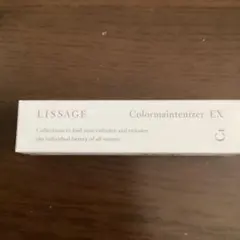 LISSAGE Colormaintenizer EX
Collections to find your radiance and enhance
the individual beauty of all women.